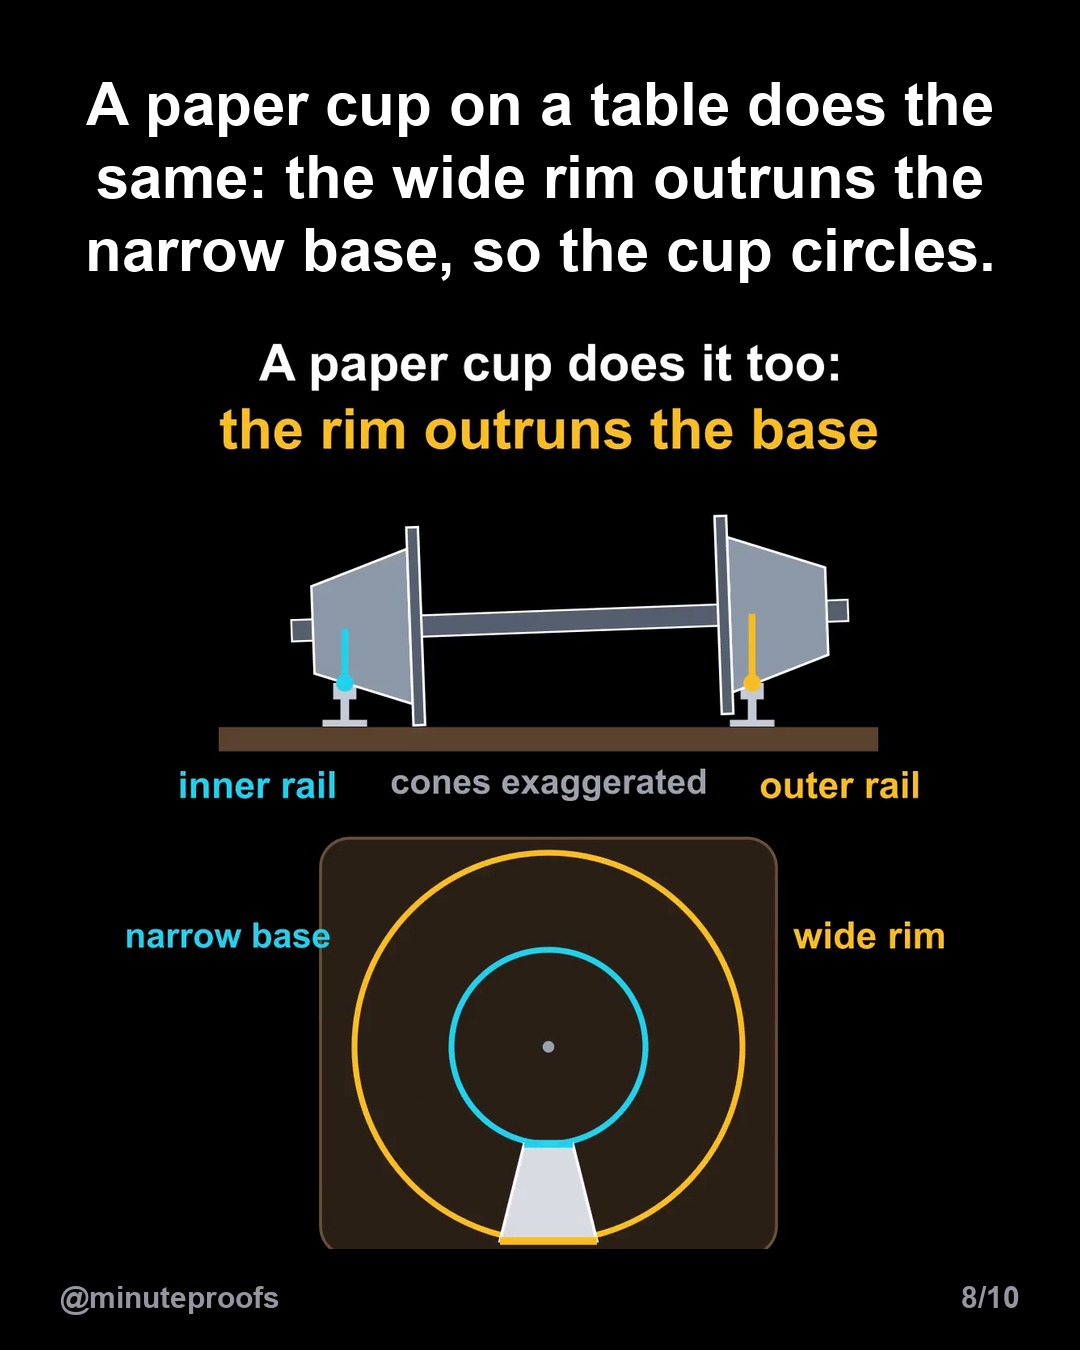 A paper cup on a table does the
same: the wide rim outruns the
narrow base, so the cup circles.
A paper cup does it too:
the rim outruns the base
inner rail
cones exaggerated
outer rail
narrow base
wide rim
@minuteproofs
8/10